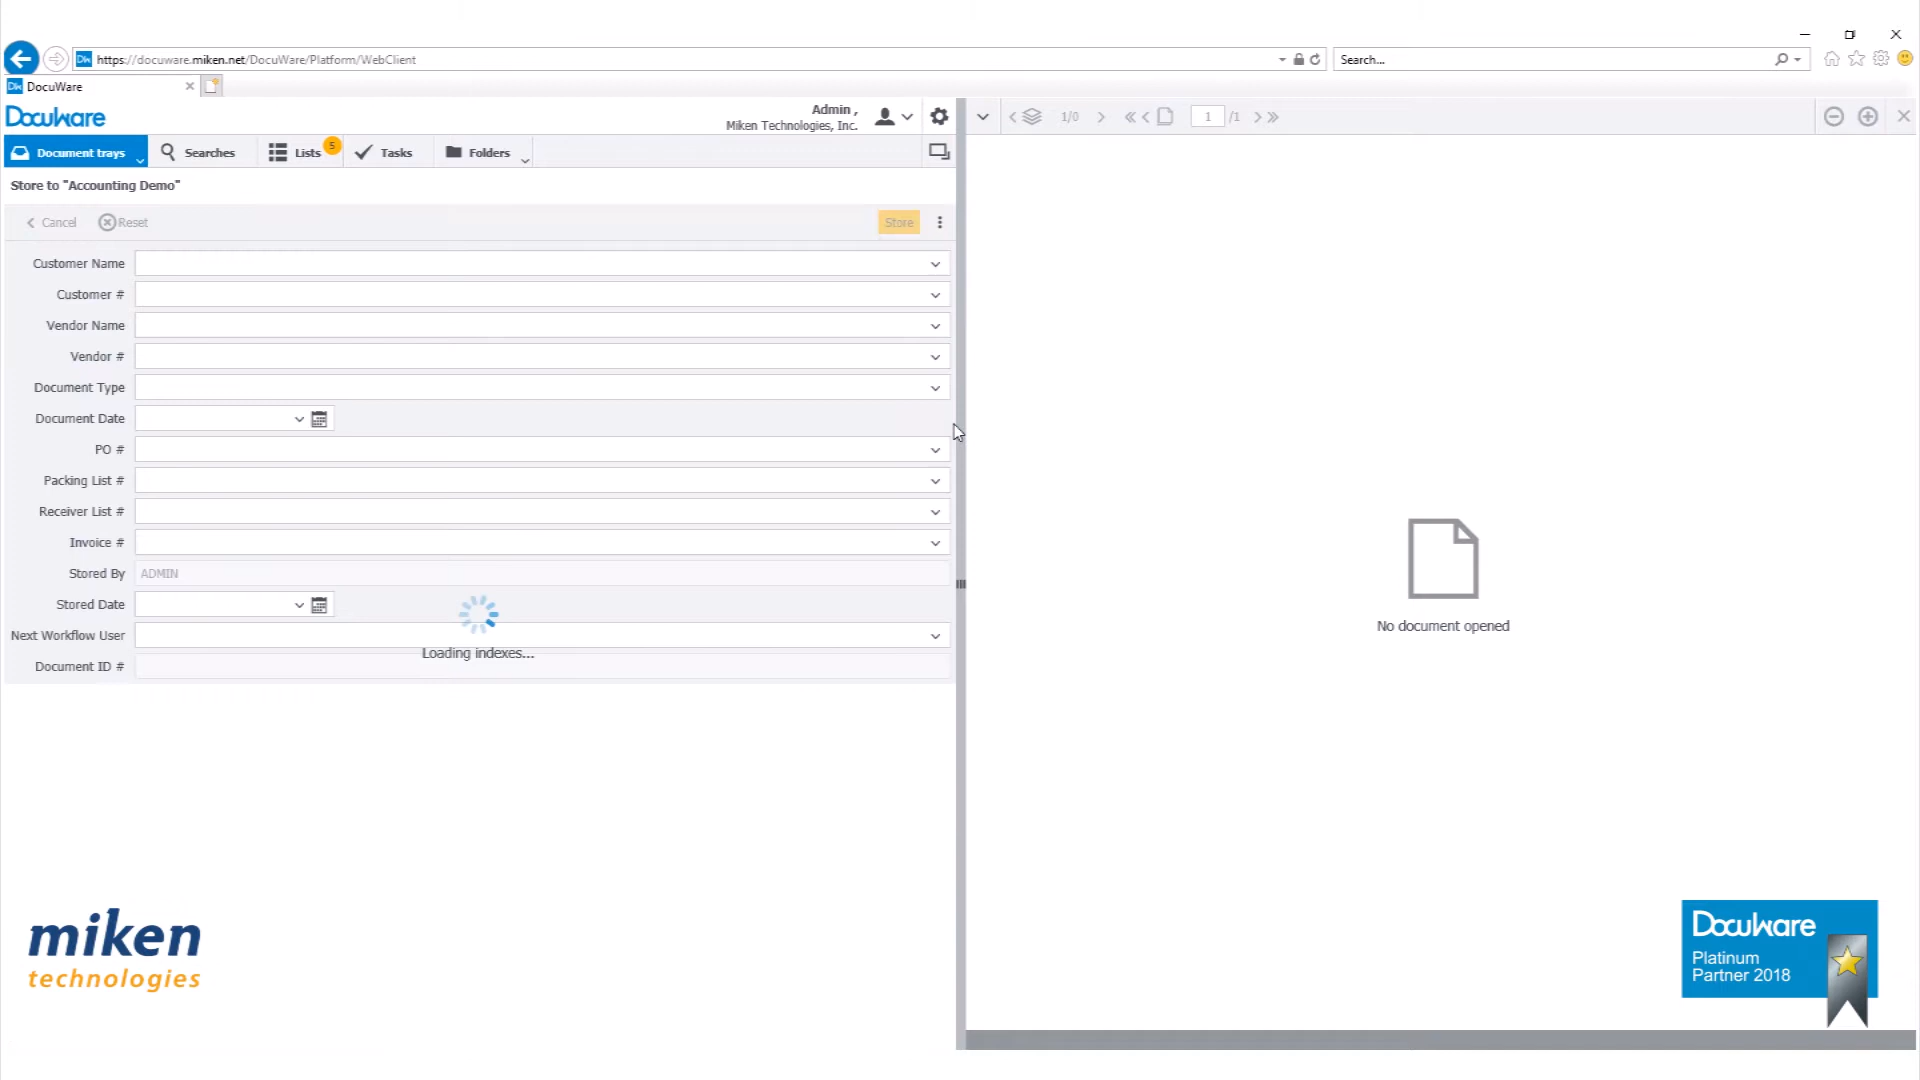 https://docuware.miken.net/DocuWare/Platform/WebClient
Search...
DocuWare
DocuWare
Admin ,
Miken Technologies, Inc.
1/0
1
/1
Document trays
Searches
Lists
5
Tasks
Folders
Store to "Accounting Demo"
Cancel
Reset
Store
Customer Name
Customer #
Vendor Name
Vendor #
Document Type
Document Date
PO #
Packing List #
Receiver List #
Invoice #
Stored By
ADMIN
Stored Date
Next Workflow User
Loading indexes...
Document ID #
No document opened
miken
technologies
DocuWare
Platinum
Partner 2018